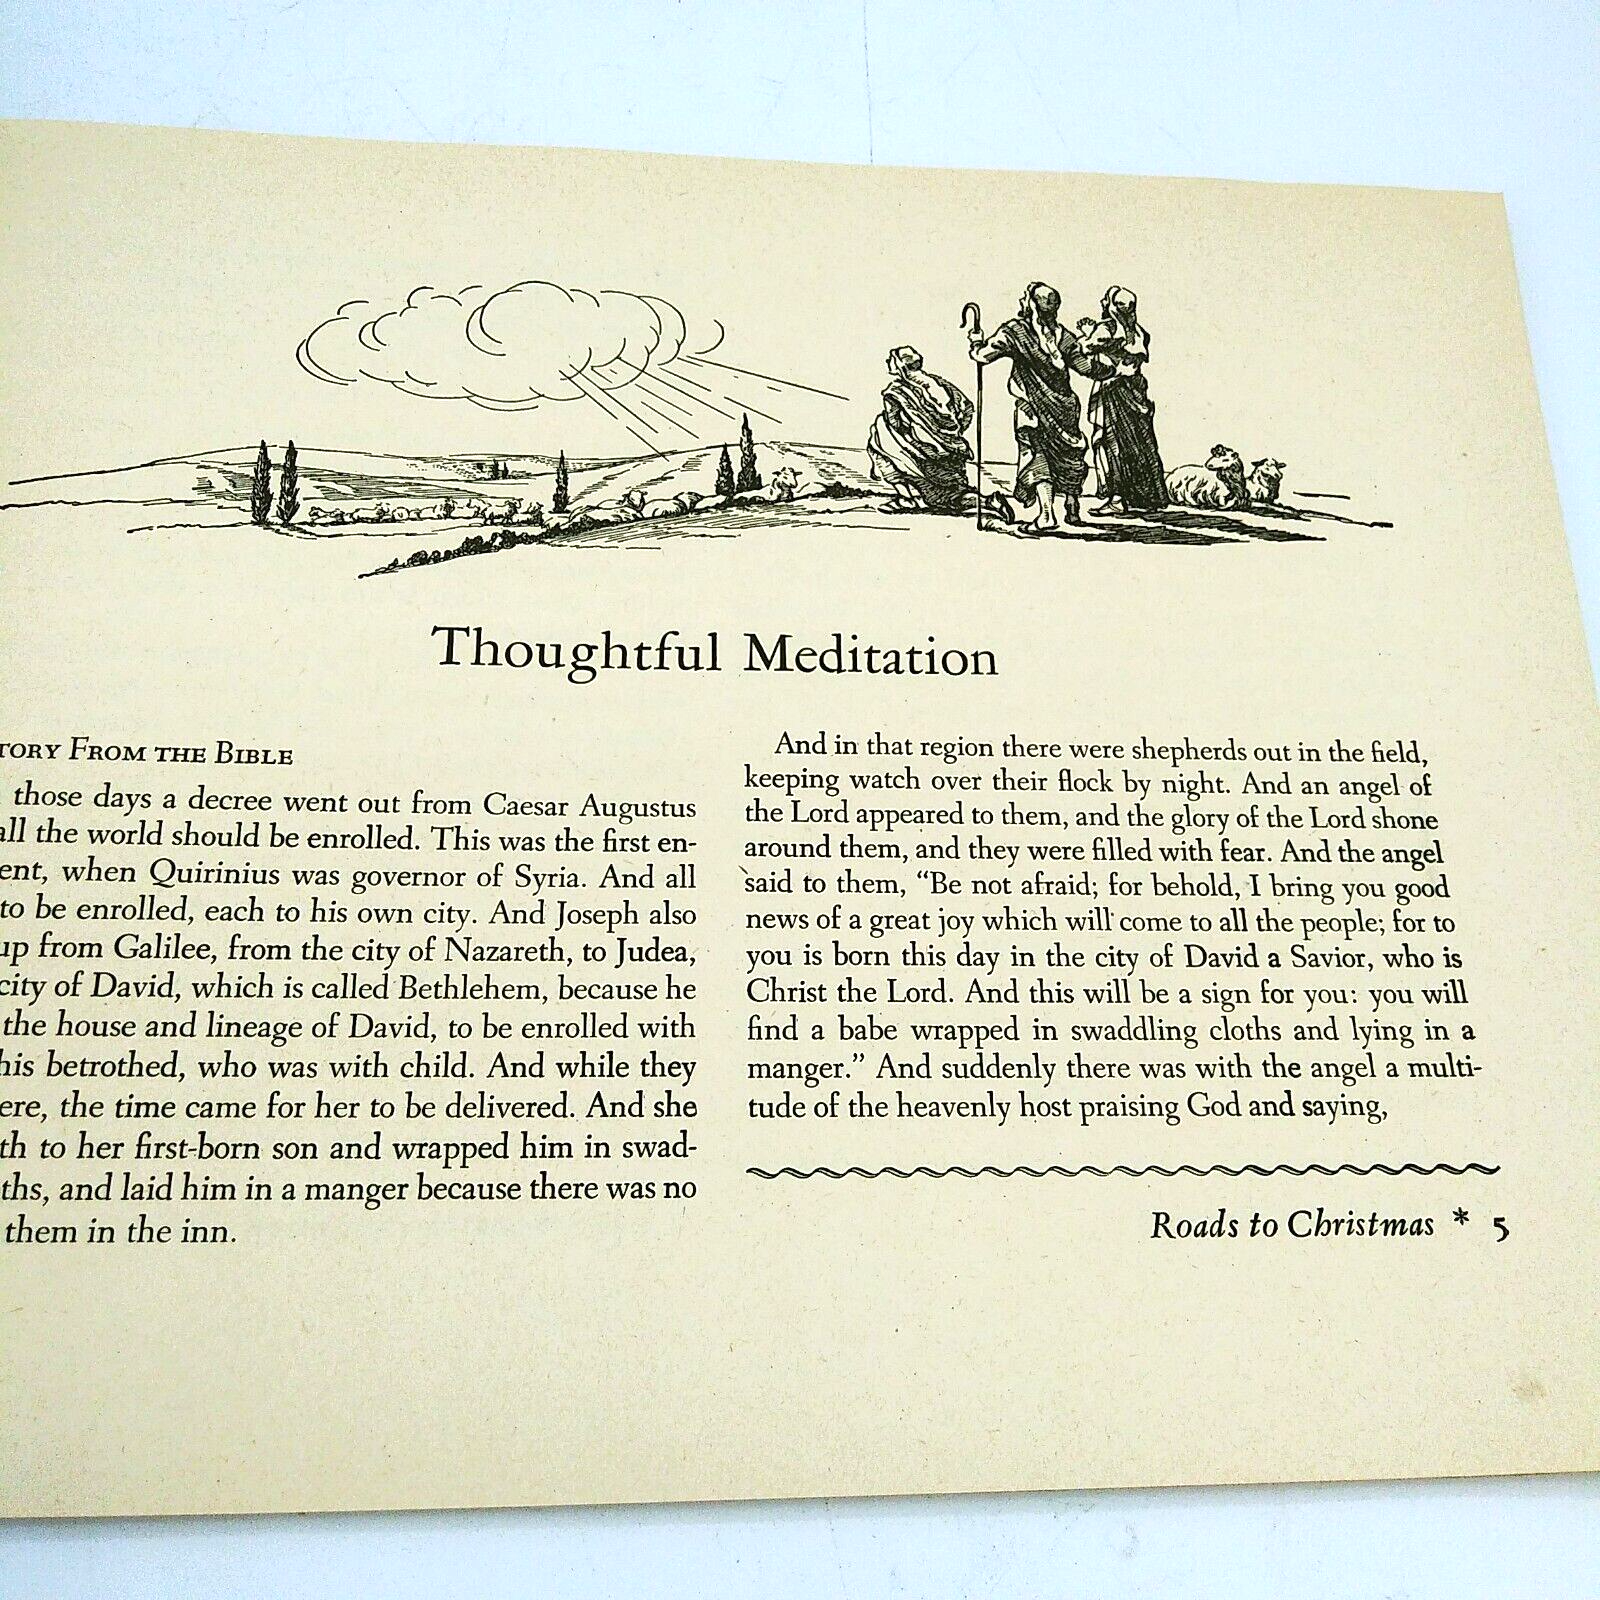 Thoughtful Meditation
TORY FROM THE BIBLE
those days a decree went out from Caesar Augustus
all the world should be enrolled. This was the first en-
ent, when Quirinius was governor of Syria. And all
to be enrolled, each to his own city. And Joseph also
up from Galilee, from the city of Nazareth, to Judea,
city of David, which is called Bethlehem, because he
the house and lineage of David, to be enrolled with
his betrothed, who was with child. And while they
ere, the time came for her to be delivered. And she
th to her first-born son and wrapped him in swad-
ths, and laid him in a manger because there was no
them in the inn.
And in that region there were shepherds out in the field,
keeping watch over their flock by night. And an angel of
the Lord appeared to them, and the glory of the Lord shone
around them, and they were filled with fear. And the angel
said to them, “Be not afraid; for behold, I bring you good
news of a great joy which will come to all the people; for to
you is born this day in the city of David a Savior, who is
Christ the Lord. And this will be a sign for you: you will
find a babe wrapped in swaddling cloths and lying in a
manger.” And suddenly there was with the angel a multi-
tude of the heavenly host praising God and saying,
Roads to Christmas * 5